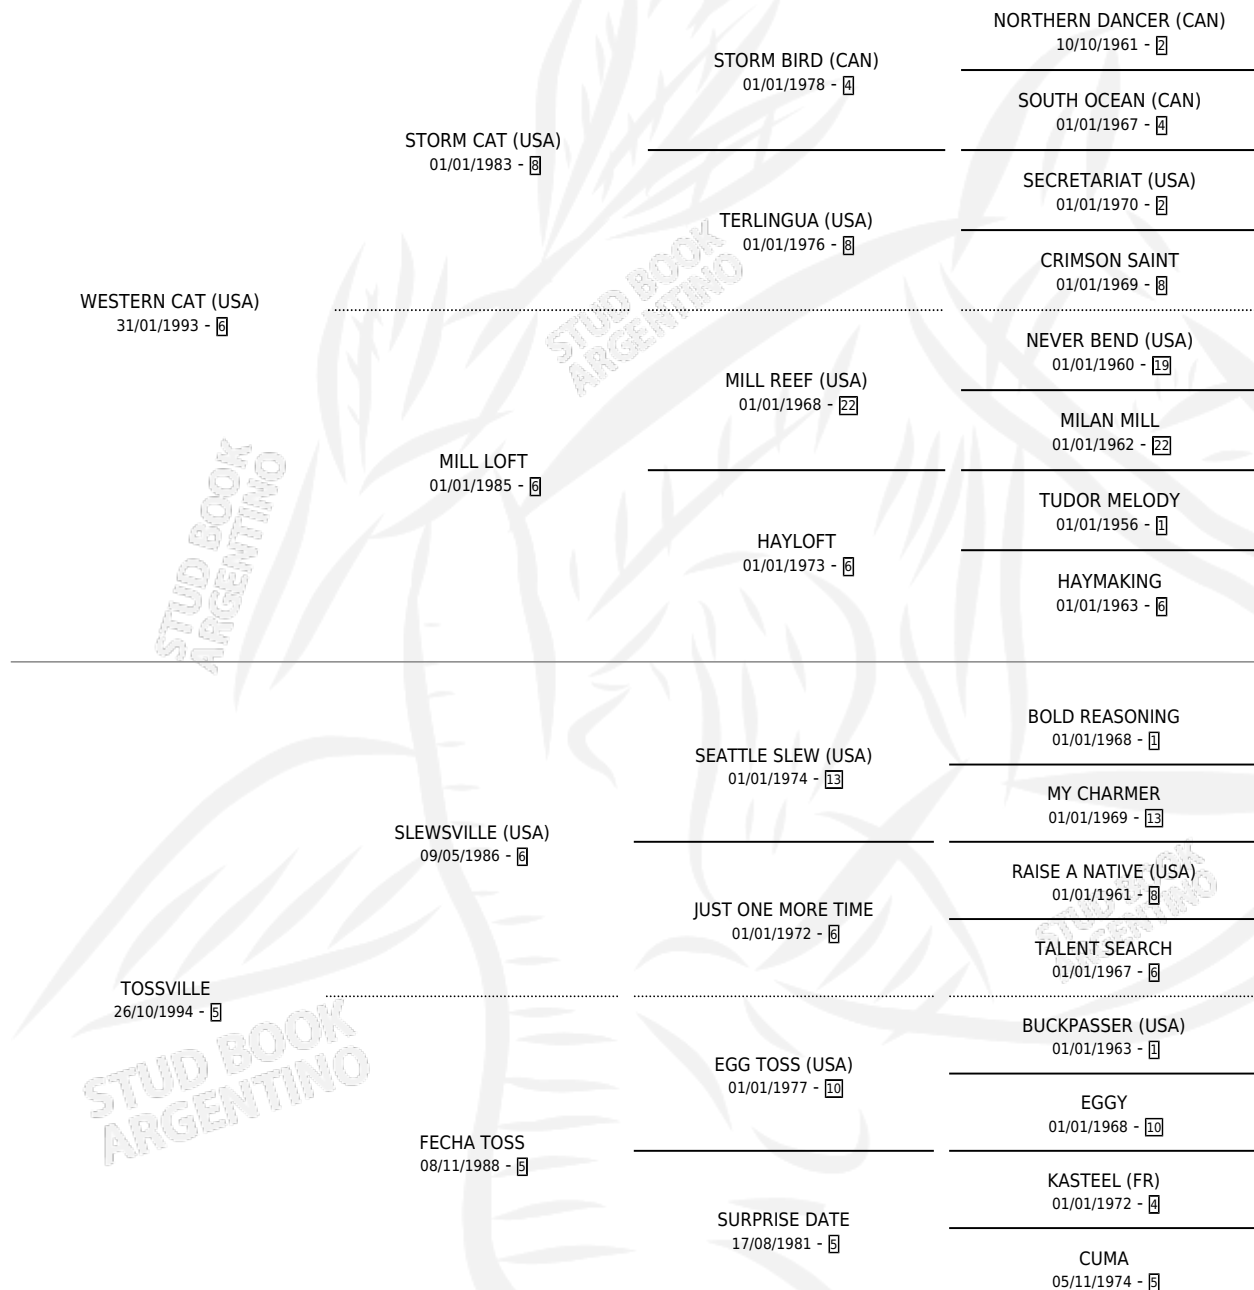 NORTHERN DANCER (CAN)
10/10/1961 - 2
STORM BIRD (CAN)
01/01/1978 - 4
SOUTH OCEAN (CAN)
01/01/1967 - 4
STORM CAT (USA)
01/01/1983 - 8
SECRETARIAT (USA)
01/01/1970 - 2
TERLINGUA (USA)
01/01/1976 - 8
CRIMSON SAINT
01/01/1969 - 8
WESTERN CAT (USA)
31/01/1993 - 6
NEVER BEND (USA)
01/01/1960 - 19
MILL REEF (USA)
01/01/1968 - 22
MILAN MILL
01/01/1962 - 22
MILL LOFT
01/01/1985 - 6
TUDOR MELODY
01/01/1956 - 1
HAYLOFT
01/01/1973 - 6
HAYMAKING
01/01/1963 - 6
BOLD REASONING
01/01/1968 - 1
SEATTLE SLEW (USA)
01/01/1974 - 13
MY CHARMER
01/01/1969 - 13
SLEWSVILLE (USA)
09/05/1986 - 6
RAISE A NATIVE (USA)
01/01/1961 - 8
JUST ONE MORE TIME
01/01/1972 - 6
TALENT SEARCH
01/01/1967 - 6
TOSSVILLE
26/10/1994 - 5
BUCKPASSER (USA)
01/01/1963 - 1
EGG TOSS (USA)
01/01/1977 - 10
EGGY
01/01/1968 - 10
FECHA TOSS
08/11/1988 - 5
KASTEEL (FR)
01/01/1972 - 4
SURPRISE DATE
17/08/1981 - 5
CUMA
05/11/1974 - 5
STUD BOOK
ARGENTINO
STUD BOOK
ARGENTINO
STUD BOOK
ARGENTINO
STUD BOOK
ARGENTINO